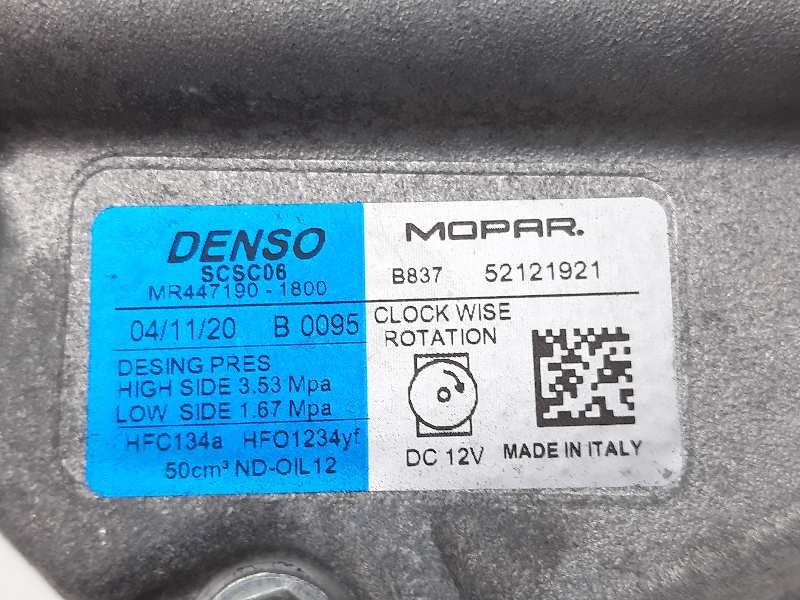 DENSO
SCSC06
MR447190-1800
04/11/20 B 0095
DESING PRES
HIGH SIDE 3.53 Mpa
LOW SIDE 1.67 Mpa
HFC134a HFO1234yf
50cm³ ND-OIL12
MOPAR.
B837 52121921
CLOCK WISE
ROTATION
DC 12V
MADE IN ITALY